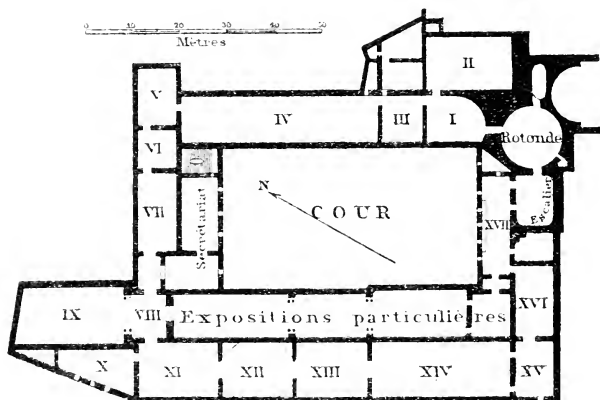 0 10 20 30 40 50
Mètres
II
V
IV
III
I
Rotonde
VI
N
COUR
Escalier
VII
Secrétariat
XVII
IX
VIII
Expositions particulières
XVI
X
XI
XII
XIII
XIV
XV